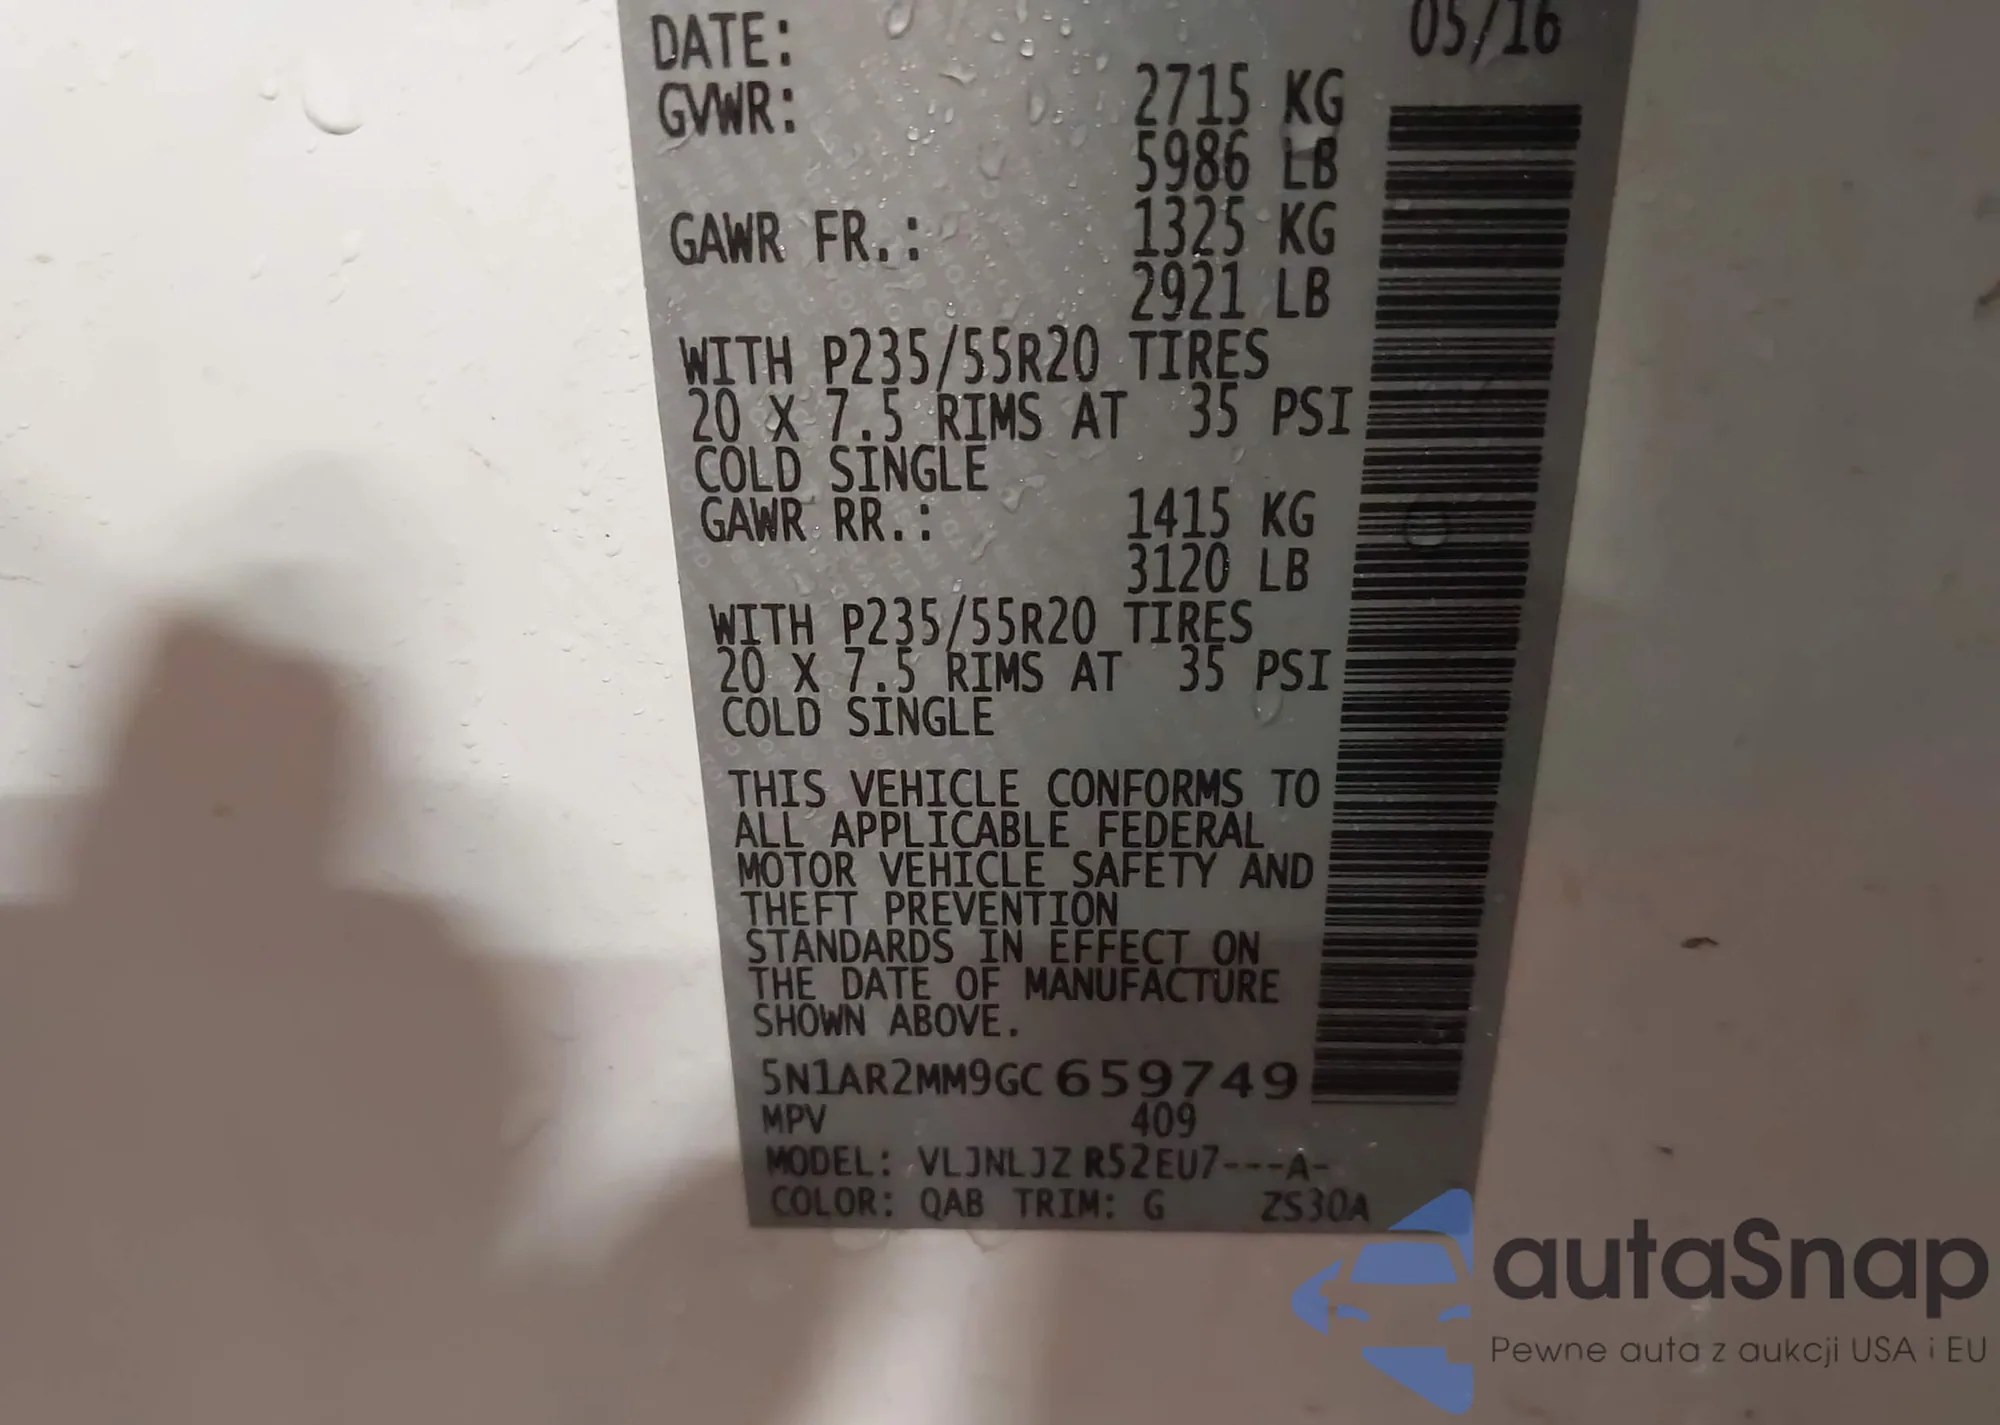 DATE: 05/16
GVWR: 2715 KG
5986 LB
GAWR FR.: 1325 KG
2921 LB
WITH P235/55R20 TIRES
20 X 7.5 RIMS AT 35 PSI
COLD SINGLE
GAWR RR.: 1415 KG
3120 LB
WITH P235/55R20 TIRES
20 X 7.5 RIMS AT 35 PSI
COLD SINGLE
THIS VEHICLE CONFORMS TO
ALL APPLICABLE FEDERAL
MOTOR VEHICLE SAFETY AND
THEFT PREVENTION
STANDARDS IN EFFECT ON
THE DATE OF MANUFACTURE
SHOWN ABOVE.
5N1AR2MM9GC659749
MPV 409
MODEL: VLJNLJZ R52EU7---A-
COLOR: QAB TRIM: G ZS30A
autaSnap
Pewne auta z aukcji USA i EU